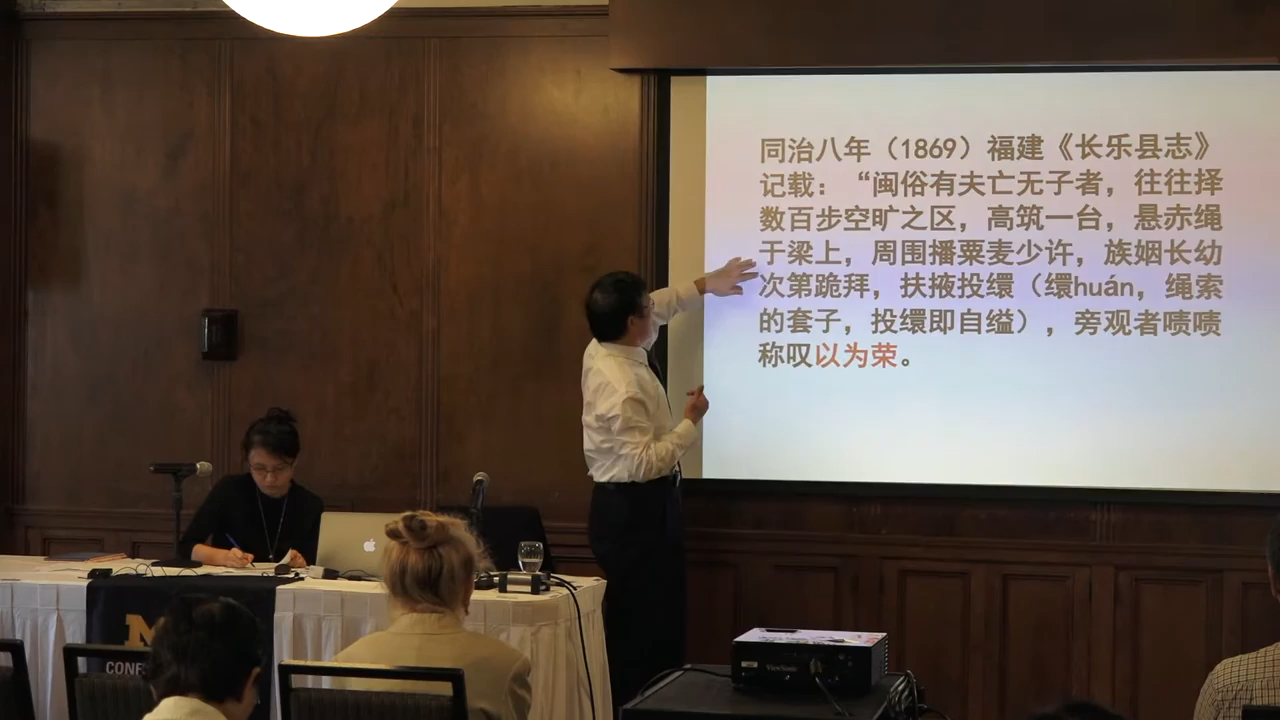 同治八年（1869）福建《长乐县志》
记载：“闽俗有夫亡无子者，往往择
数百步空旷之区，高筑一台，悬赤绳
于梁上，周围播粟麦少许，族姻长幼
次第跪拜，扶掖投缳（缳huán，绳索
的套子，投缳即自缢），旁观者啧啧
称叹以为荣。
M
ViewSonic